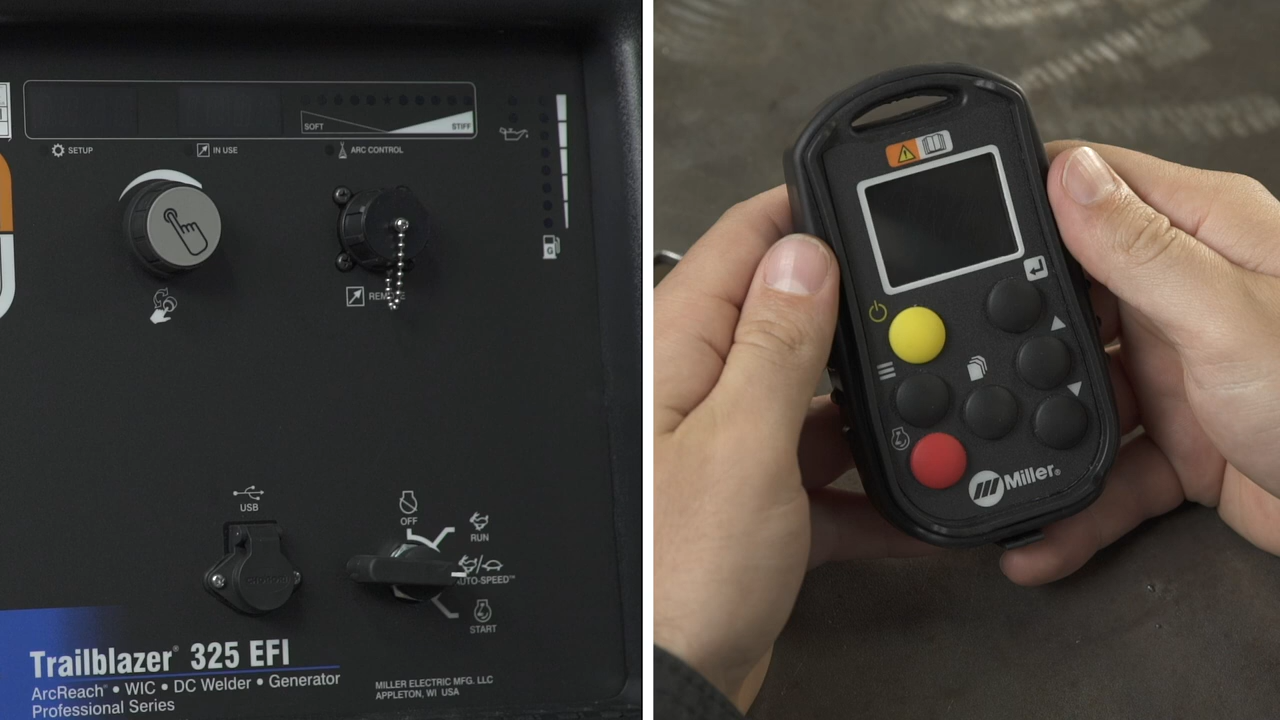 SOFT
STIFF
SETUP
IN USE
ARC CONTROL
G
USB
OFF
RUN
AUTO-SPEED™
START
Trailblazer® 325 EFI
ArcReach® • WIC • DC Welder • Generator
Professional Series
MILLER ELECTRIC MFG. LLC
APPLETON, WI USA
Miller®